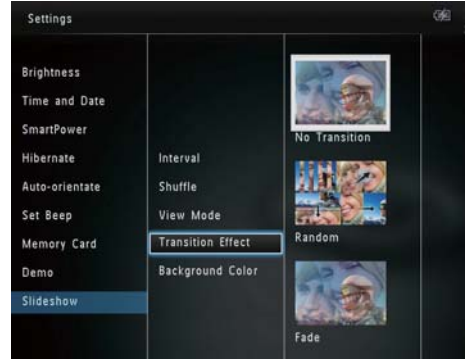 Settings
Brightness
Time and Date
SmartPower
Hibernate
Auto-orientate
Set Beep
Memory Card
Demo
Slideshow
Interval
Shuffle
View Mode
Transition Effect
Background Color
No Transition
Random
Fade